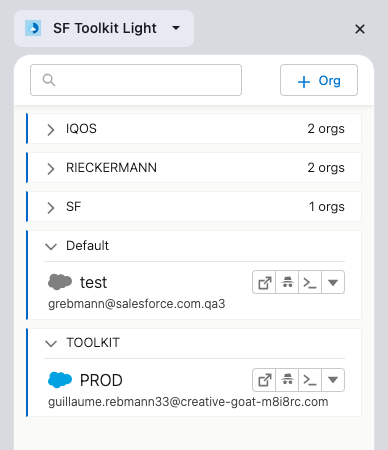 SF Toolkit Light
+ Org
IQOS 2 orgs
RIECKERMANN 2 orgs
SF 1 orgs
Default
test
grebmann@salesforce.com.qa3
TOOLKIT
PROD
guillaume.rebmann33@creative-goat-m8i8rc.com